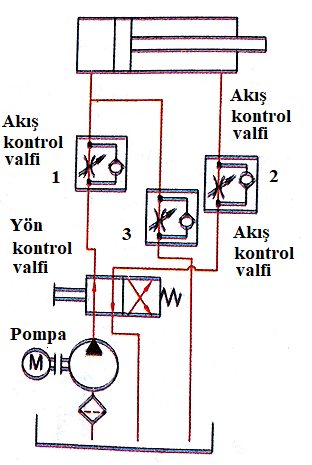 Akış
kontrol
valfi
1
Akış
kontrol
valfi
2
3
Akış
kontrol
valfi
Yön
kontrol
valfi
Pompa
M